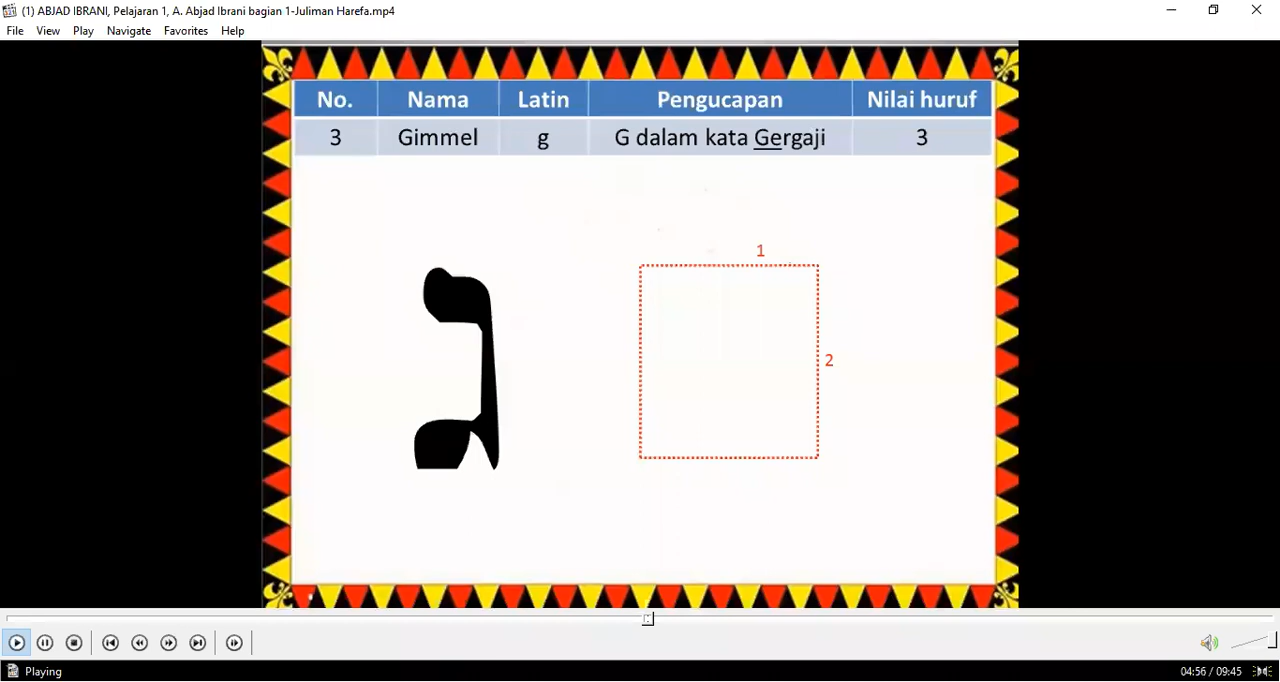 (1) ABJAD IBRANI, Pelajaran 1, A. Abjad Ibrani bagian 1-Juliman Harefa.mp4
File View Play Navigate Favorites Help
No. Nama Latin Pengucapan Nilai huruf
3 Gimmel g G dalam kata Gergaji 3
1
ג
2
Playing 04:56 / 09:45